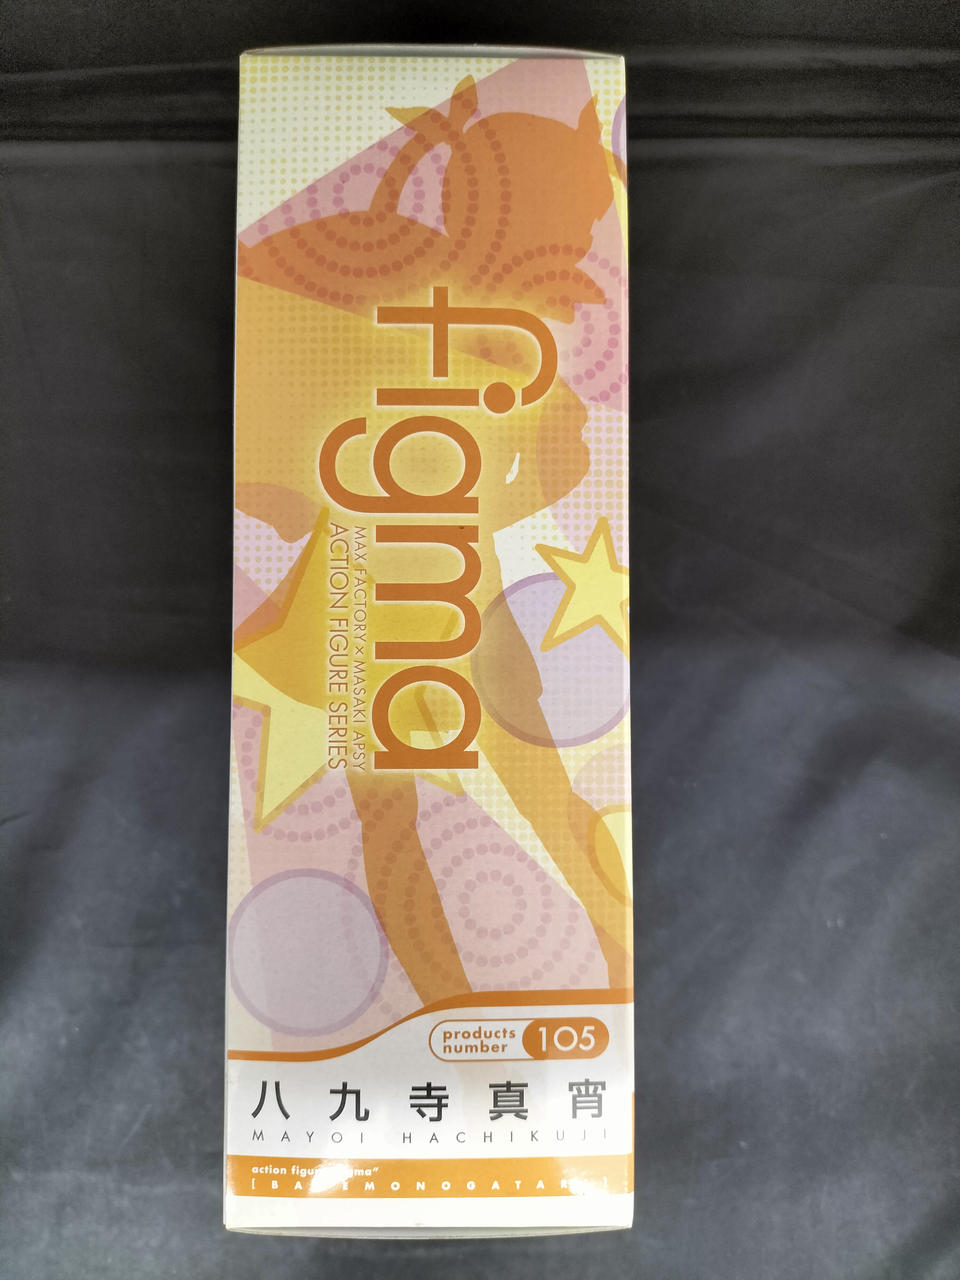 figma
MAX FACTORY × MASAKI APSY
ACTION FIGURE SERIES
products
number
105
八九寺真宵
MAYOI HACHIKUJI
action
[BAKEMONOGATARI]